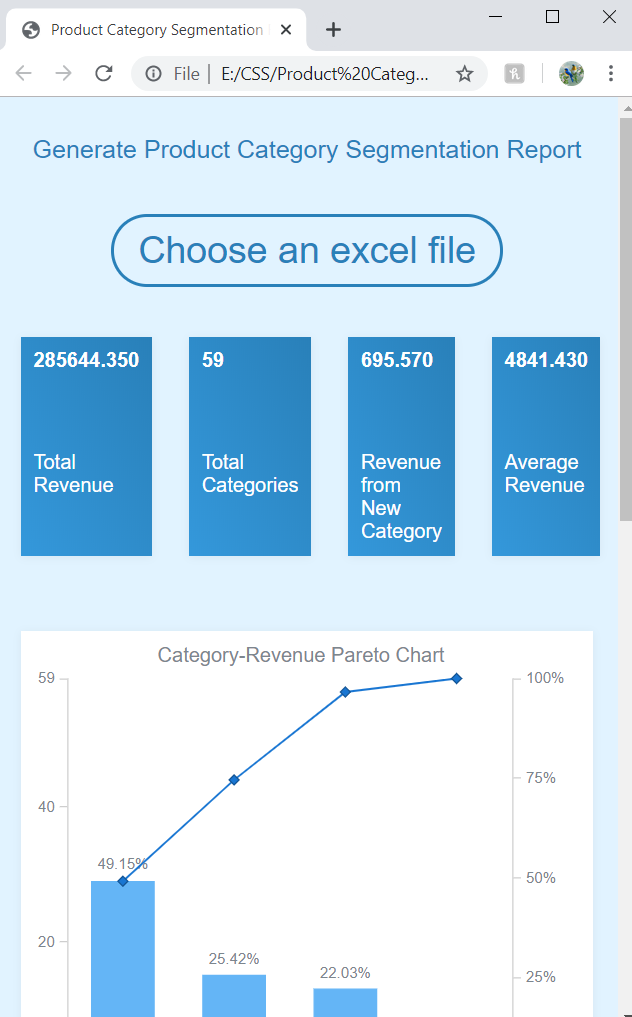 Product Category Segmentation
File
E:/CSS/Product%20Categ...
Generate Product Category Segmentation Report
Choose an excel file
285644.350
Total
Revenue
59
Total
Categories
695.570
Revenue
from
New
Category
4841.430
Average
Revenue
Category-Revenue Pareto Chart
59
40
20
49.15%
25.42%
22.03%
100%
75%
50%
25%